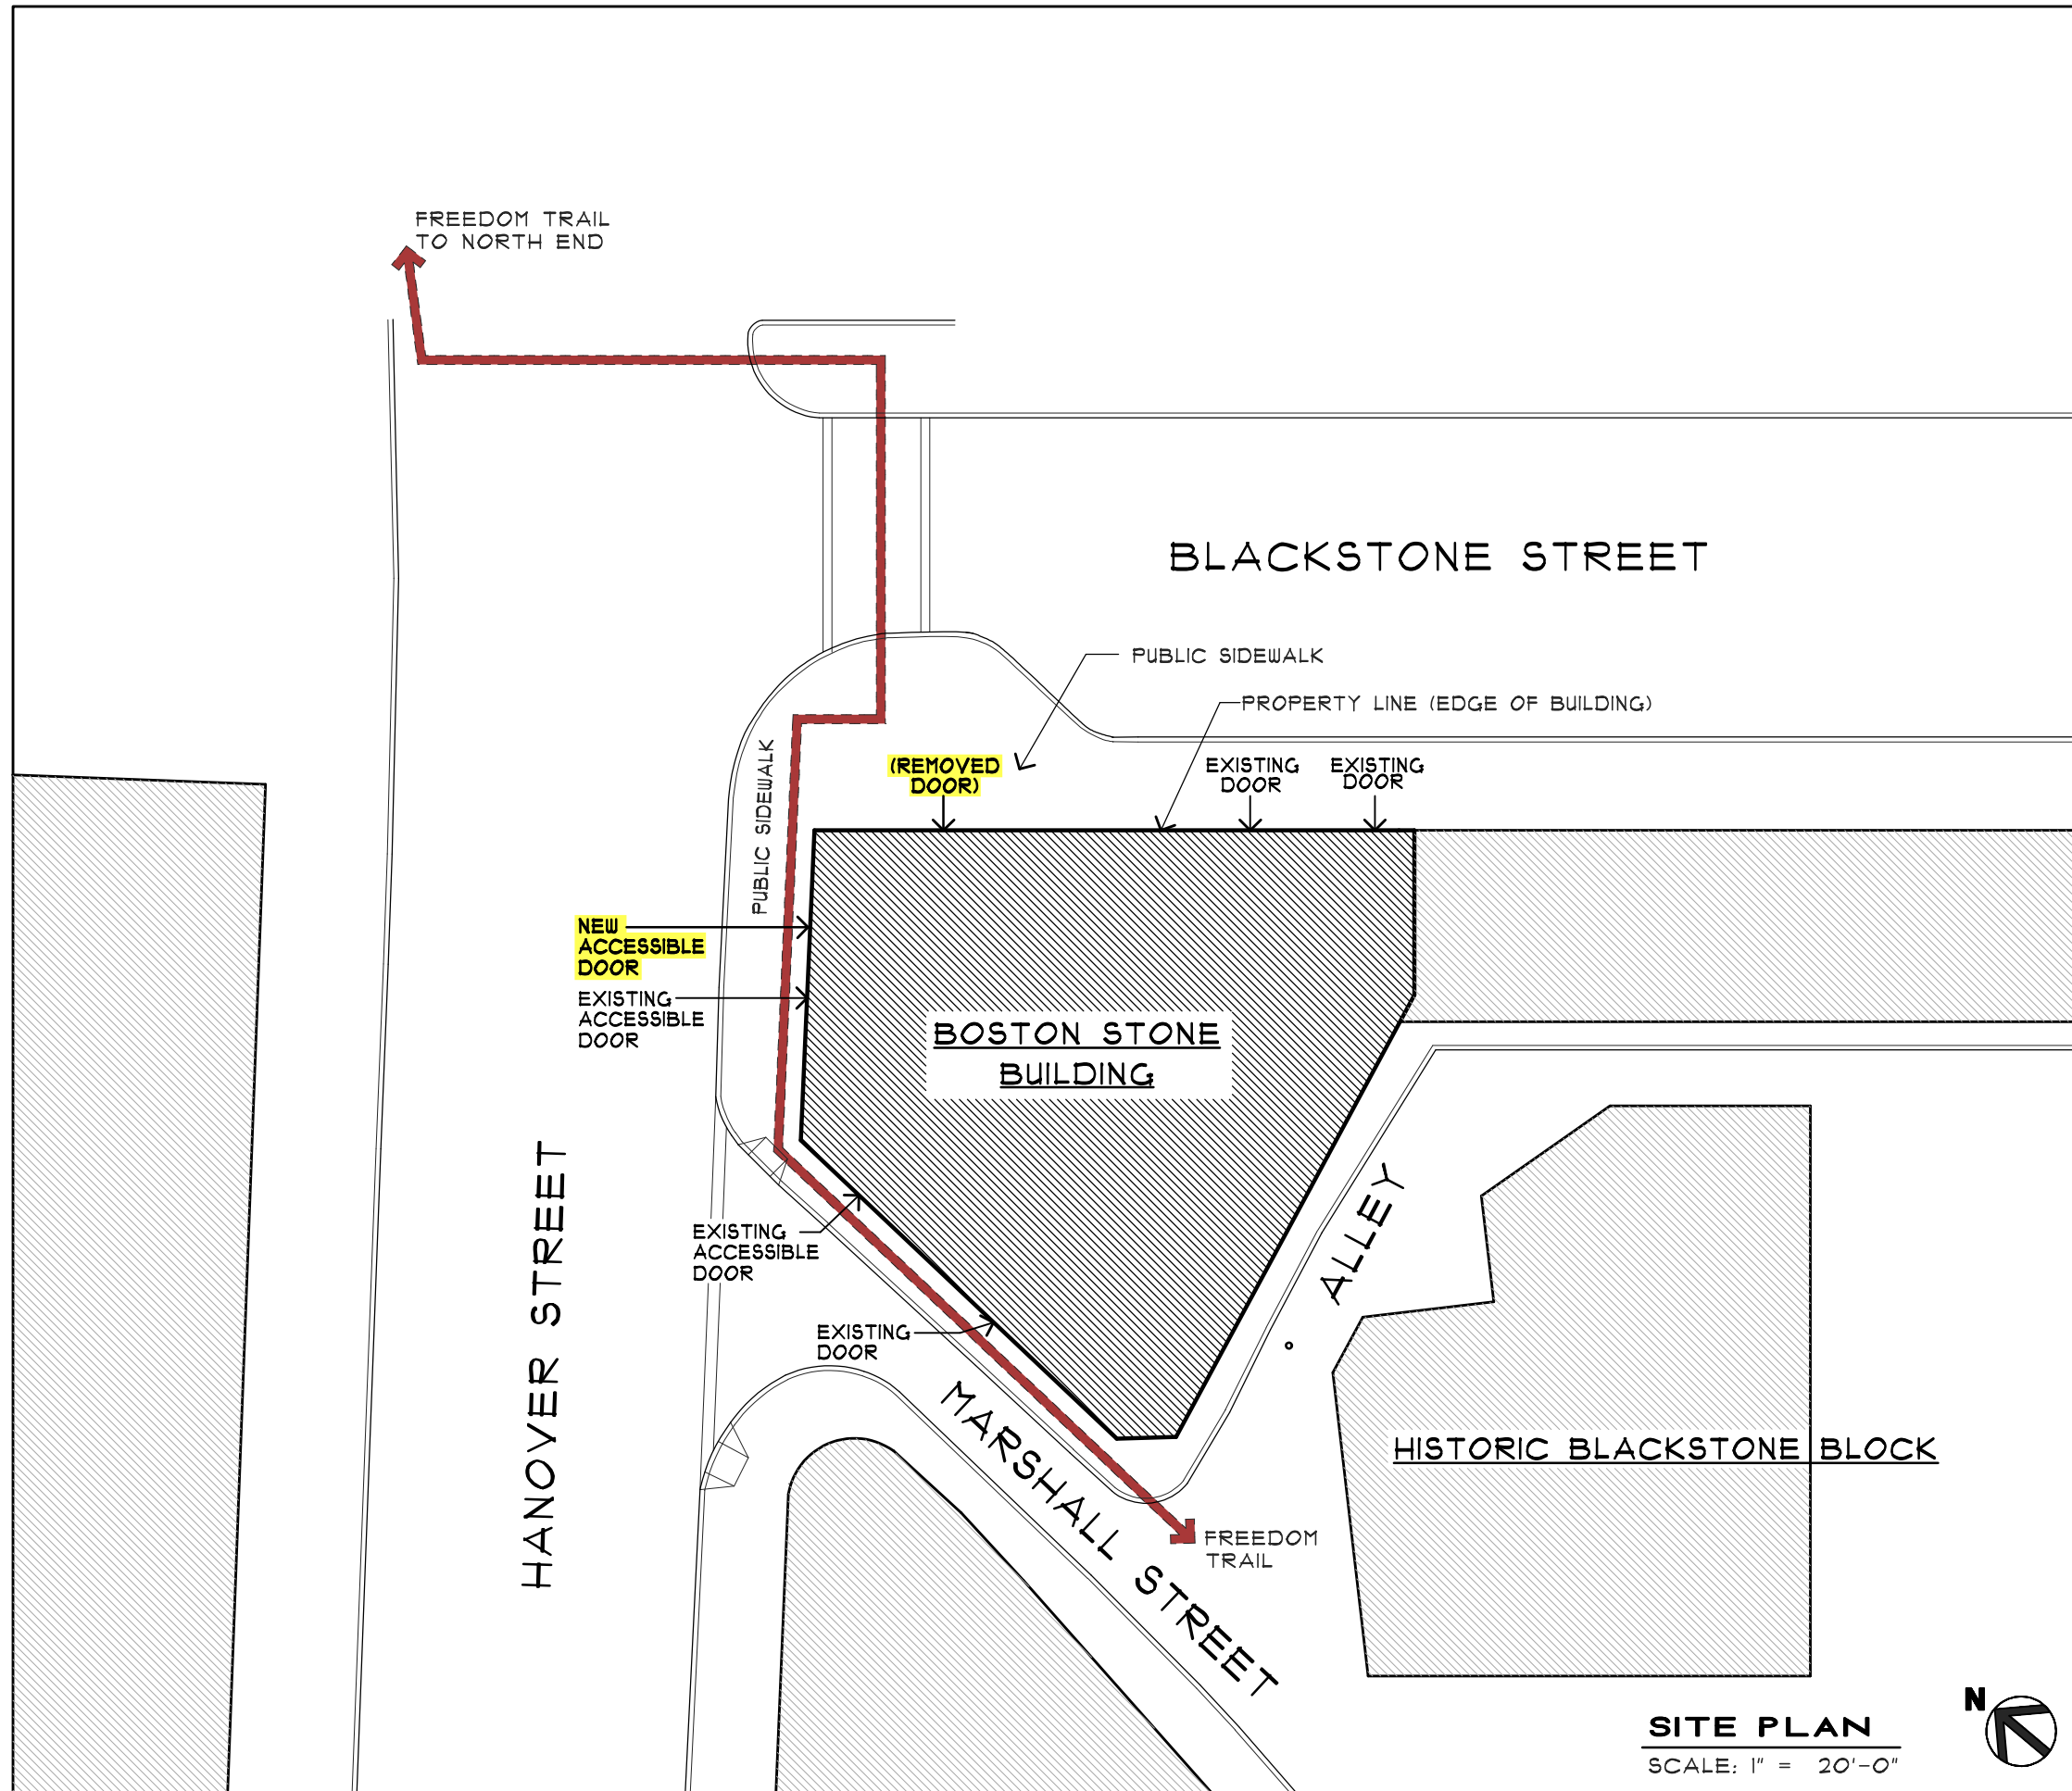 FREEDOM TRAIL
TO NORTH END
BLACKSTONE STREET
PUBLIC SIDEWALK
PROPERTY LINE (EDGE OF BUILDING)
PUBLIC SIDEWALK
(REMOVED
DOOR)
EXISTING
DOOR
EXISTING
DOOR
NEW
ACCESSIBLE
DOOR
EXISTING
ACCESSIBLE
DOOR
BOSTON STONE
BUILDING
HANOVER STREET
EXISTING
ACCESSIBLE
DOOR
ALLEY
EXISTING
DOOR
MARSHALL STREET
HISTORIC BLACKSTONE BLOCK
FREEDOM
TRAIL
SITE PLAN
SCALE: 1" = 20'-0"
N